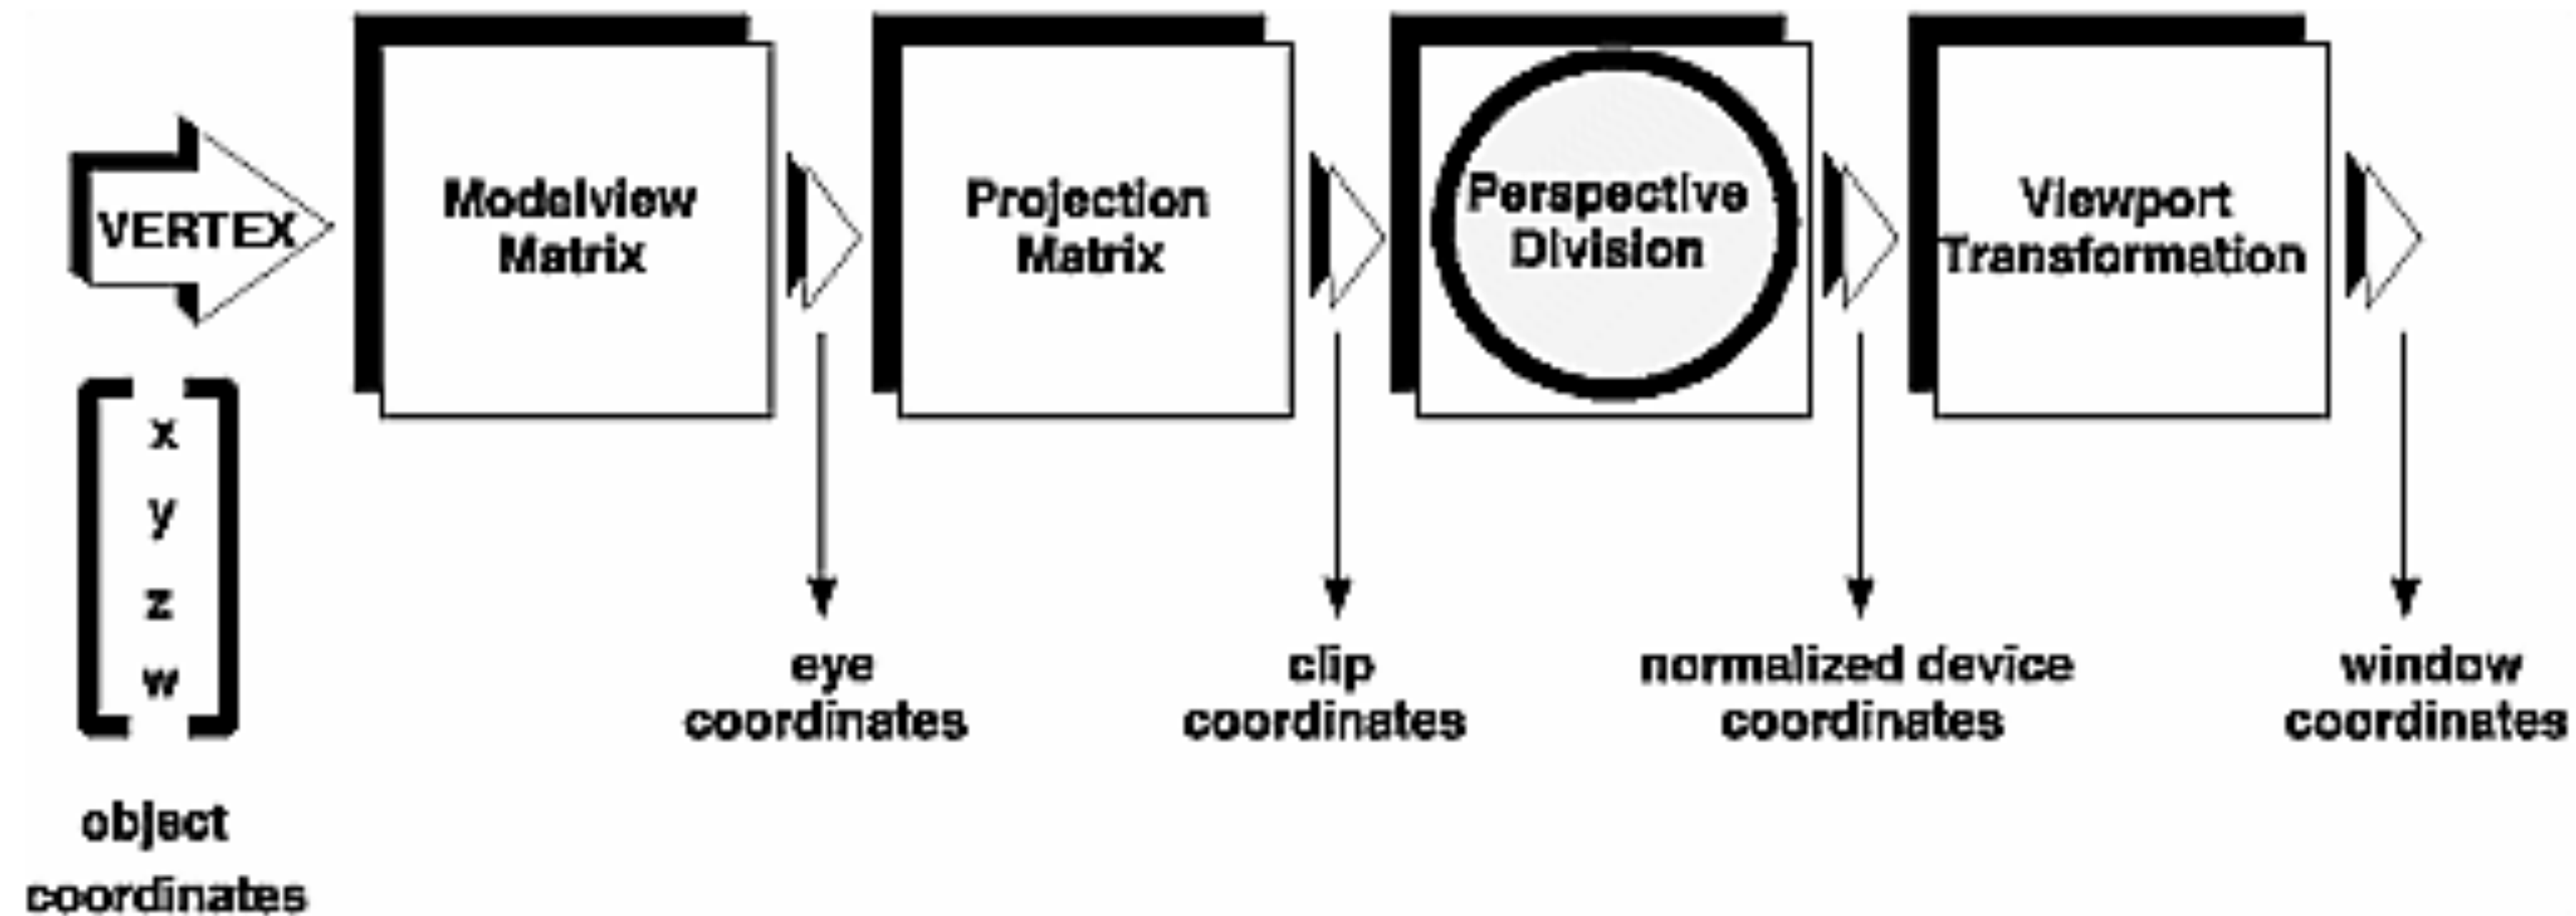 VERTEX
Modelview
Matrix
Projection
Matrix
Perspective
Division
Viewport
Transformation
x
y
z
w
object
coordinates
eye
coordinates
clip
coordinates
normalized device
coordinates
window
coordinates